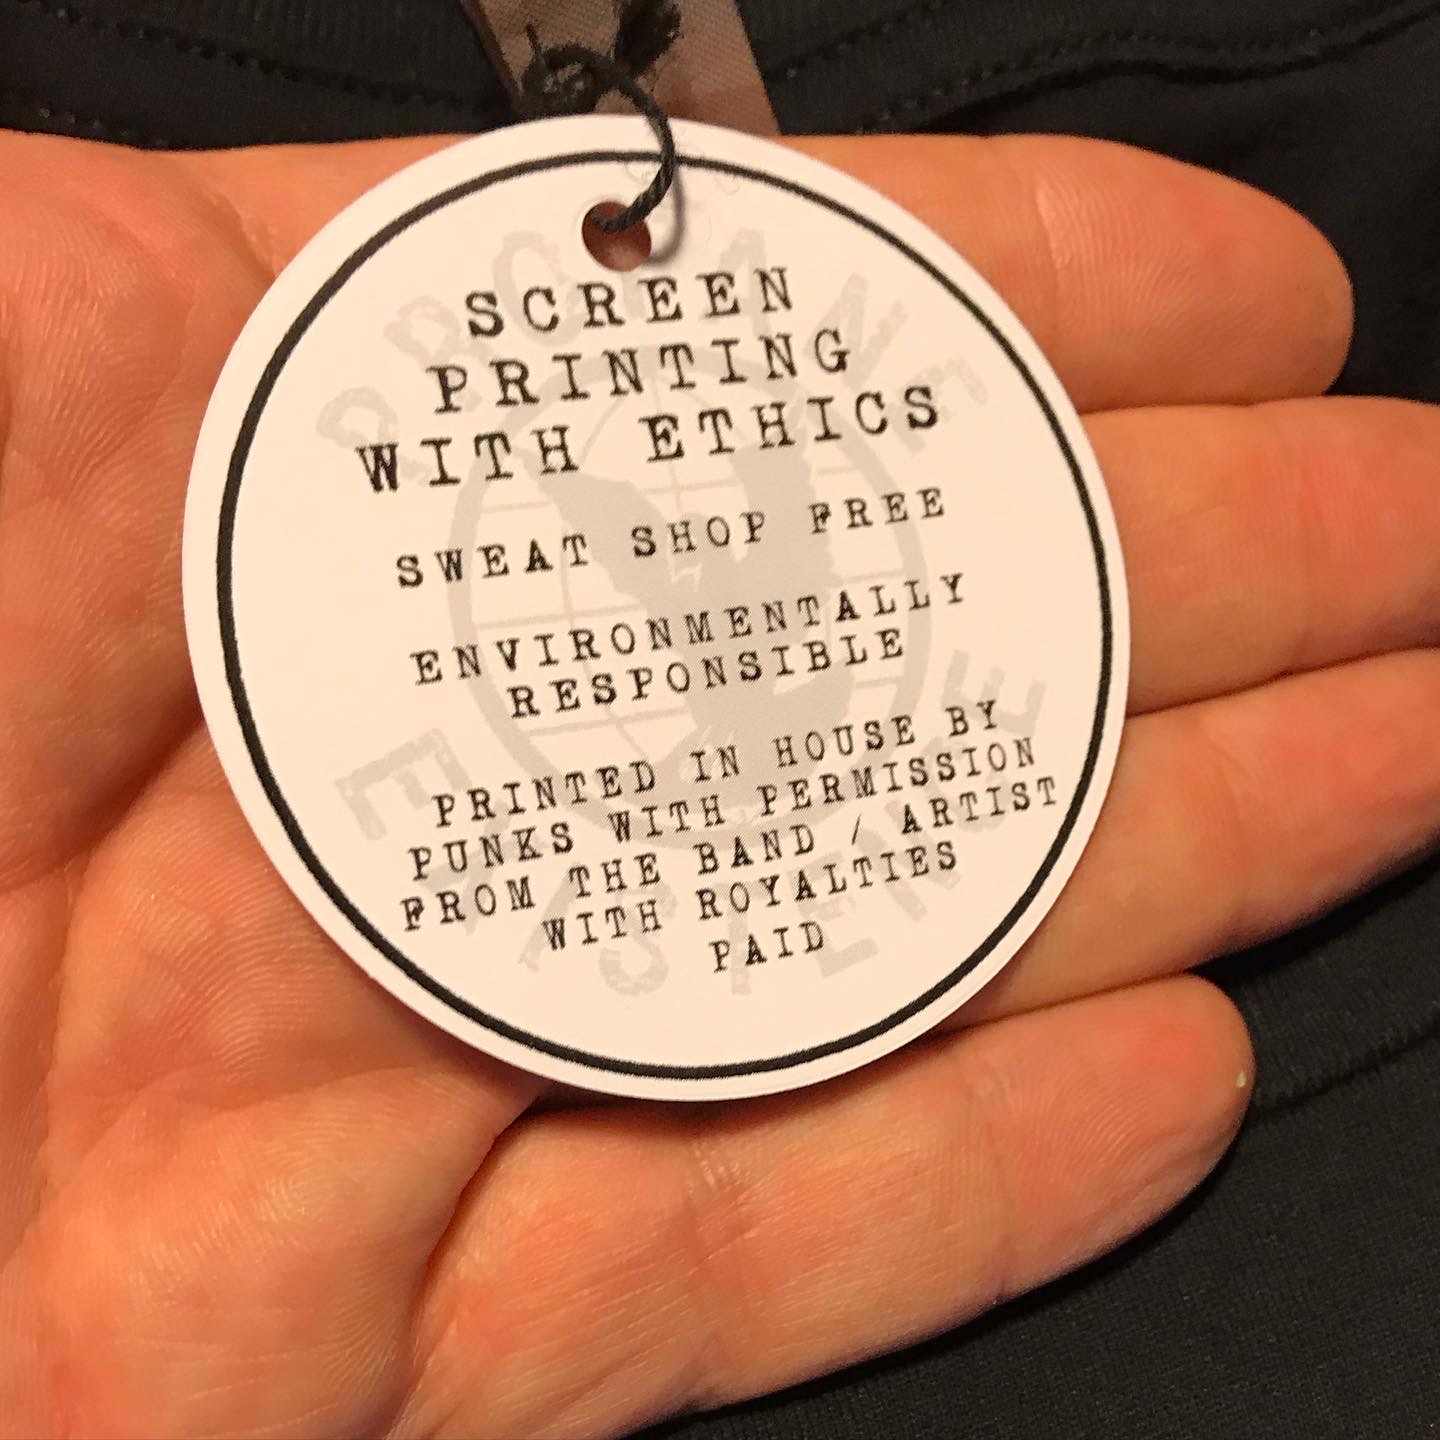 SCREEN
PRINTING
WITH ETHICS
SWEAT SHOP FREE
ENVIRONMENTALLY
RESPONSIBLE
PRINTED IN HOUSE BY
PUNKS WITH PERMISSION
FROM THE BAND / ARTIST
WITH ROYALTIES
PAID